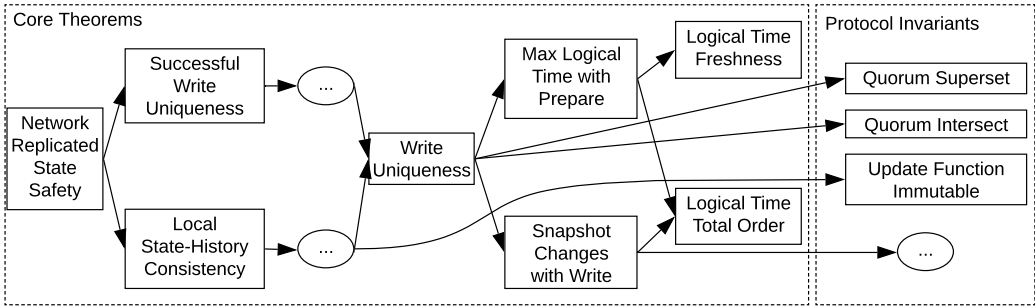 Core Theorems
Network
Replicated
State
Safety
Successful
Write
Uniqueness
...
Local
State-History
Consistency
...
Write
Uniqueness
Max Logical
Time with
Prepare
Snapshot
Changes
with Write
Logical Time
Freshness
Logical Time
Total Order
Protocol Invariants
Quorum Superset
Quorum Intersect
Update Function
Immutable
...